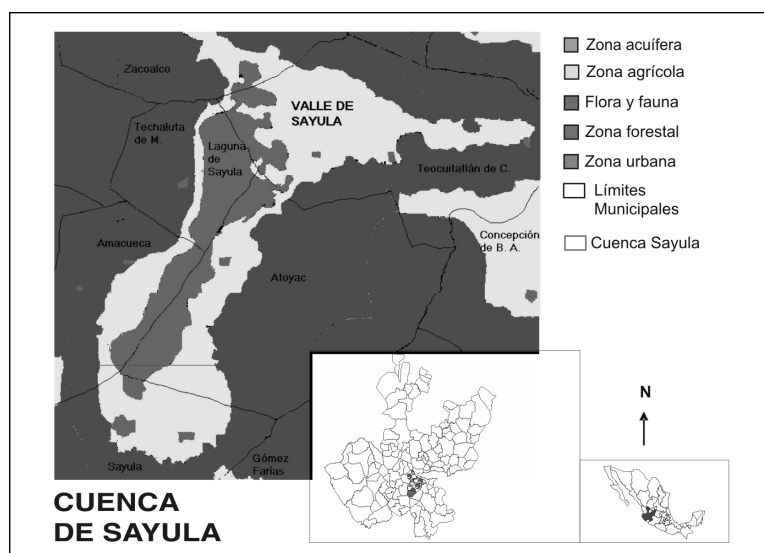 Zacoalco
VALLE DE
SAYULA
Techaluta
de M.
Laguna
de
Sayula
Teocuitatlán de C.
Amacueca
Atoyac
Concepción
de B. A.
Sayula
Gómez
Farías
Zona acuífera
Zona agrícola
Flora y fauna
Zona forestal
Zona urbana
Límites
Municipales
Cuenca Sayula
N
CUENCA
DE SAYULA